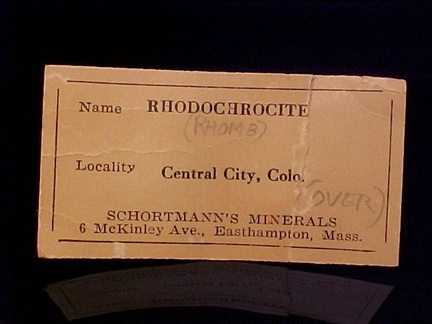 Name RHODOCHROCITE
(RHOMB)
Locality Central City, Colo.
(OVER)
SCHORTMANN'S MINERALS
6 McKinley Ave., Easthampton, Mass.